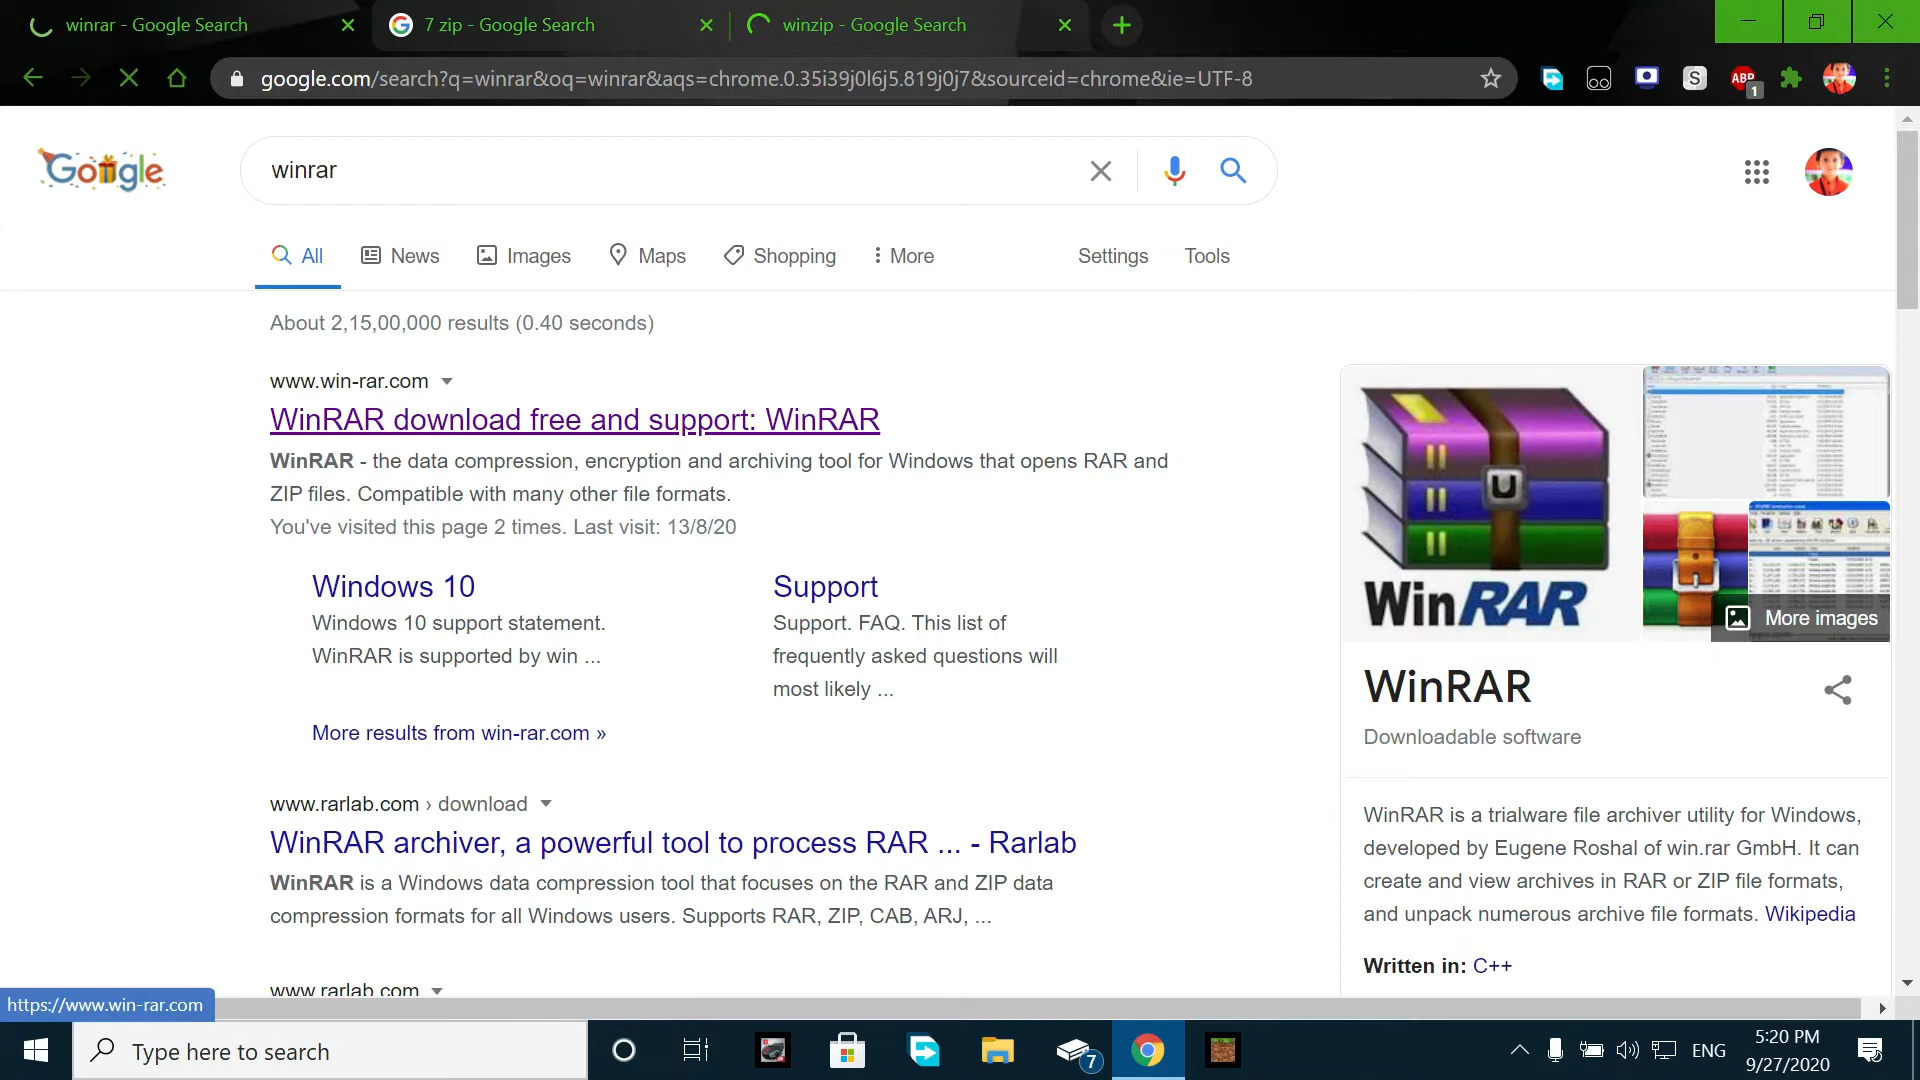 winrar - Google Search
7 zip - Google Search
winzip - Google Search
google.com/search?q=winrar&oq=winrar&aqs=chrome.0.35i39j0l6j5.819j0j7&sourceid=chrome&ie=UTF-8
S
ABP
1
Google
winrar
All
News
Images
Maps
Shopping
More
Settings
Tools
About 2,15,00,000 results (0.40 seconds)
www.win-rar.com
WinRAR download free and support: WinRAR
WinRAR - the data compression, encryption and archiving tool for Windows that opens RAR and
ZIP files. Compatible with many other file formats.
You've visited this page 2 times. Last visit: 13/8/20
Windows 10
Windows 10 support statement.
WinRAR is supported by win ...
Support
Support. FAQ. This list of
frequently asked questions will
most likely ...
More results from win-rar.com »
www.rarlab.com › download
WinRAR archiver, a powerful tool to process RAR ... - Rarlab
WinRAR is a Windows data compression tool that focuses on the RAR and ZIP data
compression formats for all Windows users. Supports RAR, ZIP, CAB, ARJ, ...
www.rarlab.com
WinRAR
More images
WinRAR
Downloadable software
WinRAR is a trialware file archiver utility for Windows,
developed by Eugene Roshal of win.rar GmbH. It can
create and view archives in RAR or ZIP file formats,
and unpack numerous archive file formats. Wikipedia
Written in: C++
https://www.win-rar.com
Type here to search
7
ENG
5:20 PM
9/27/2020